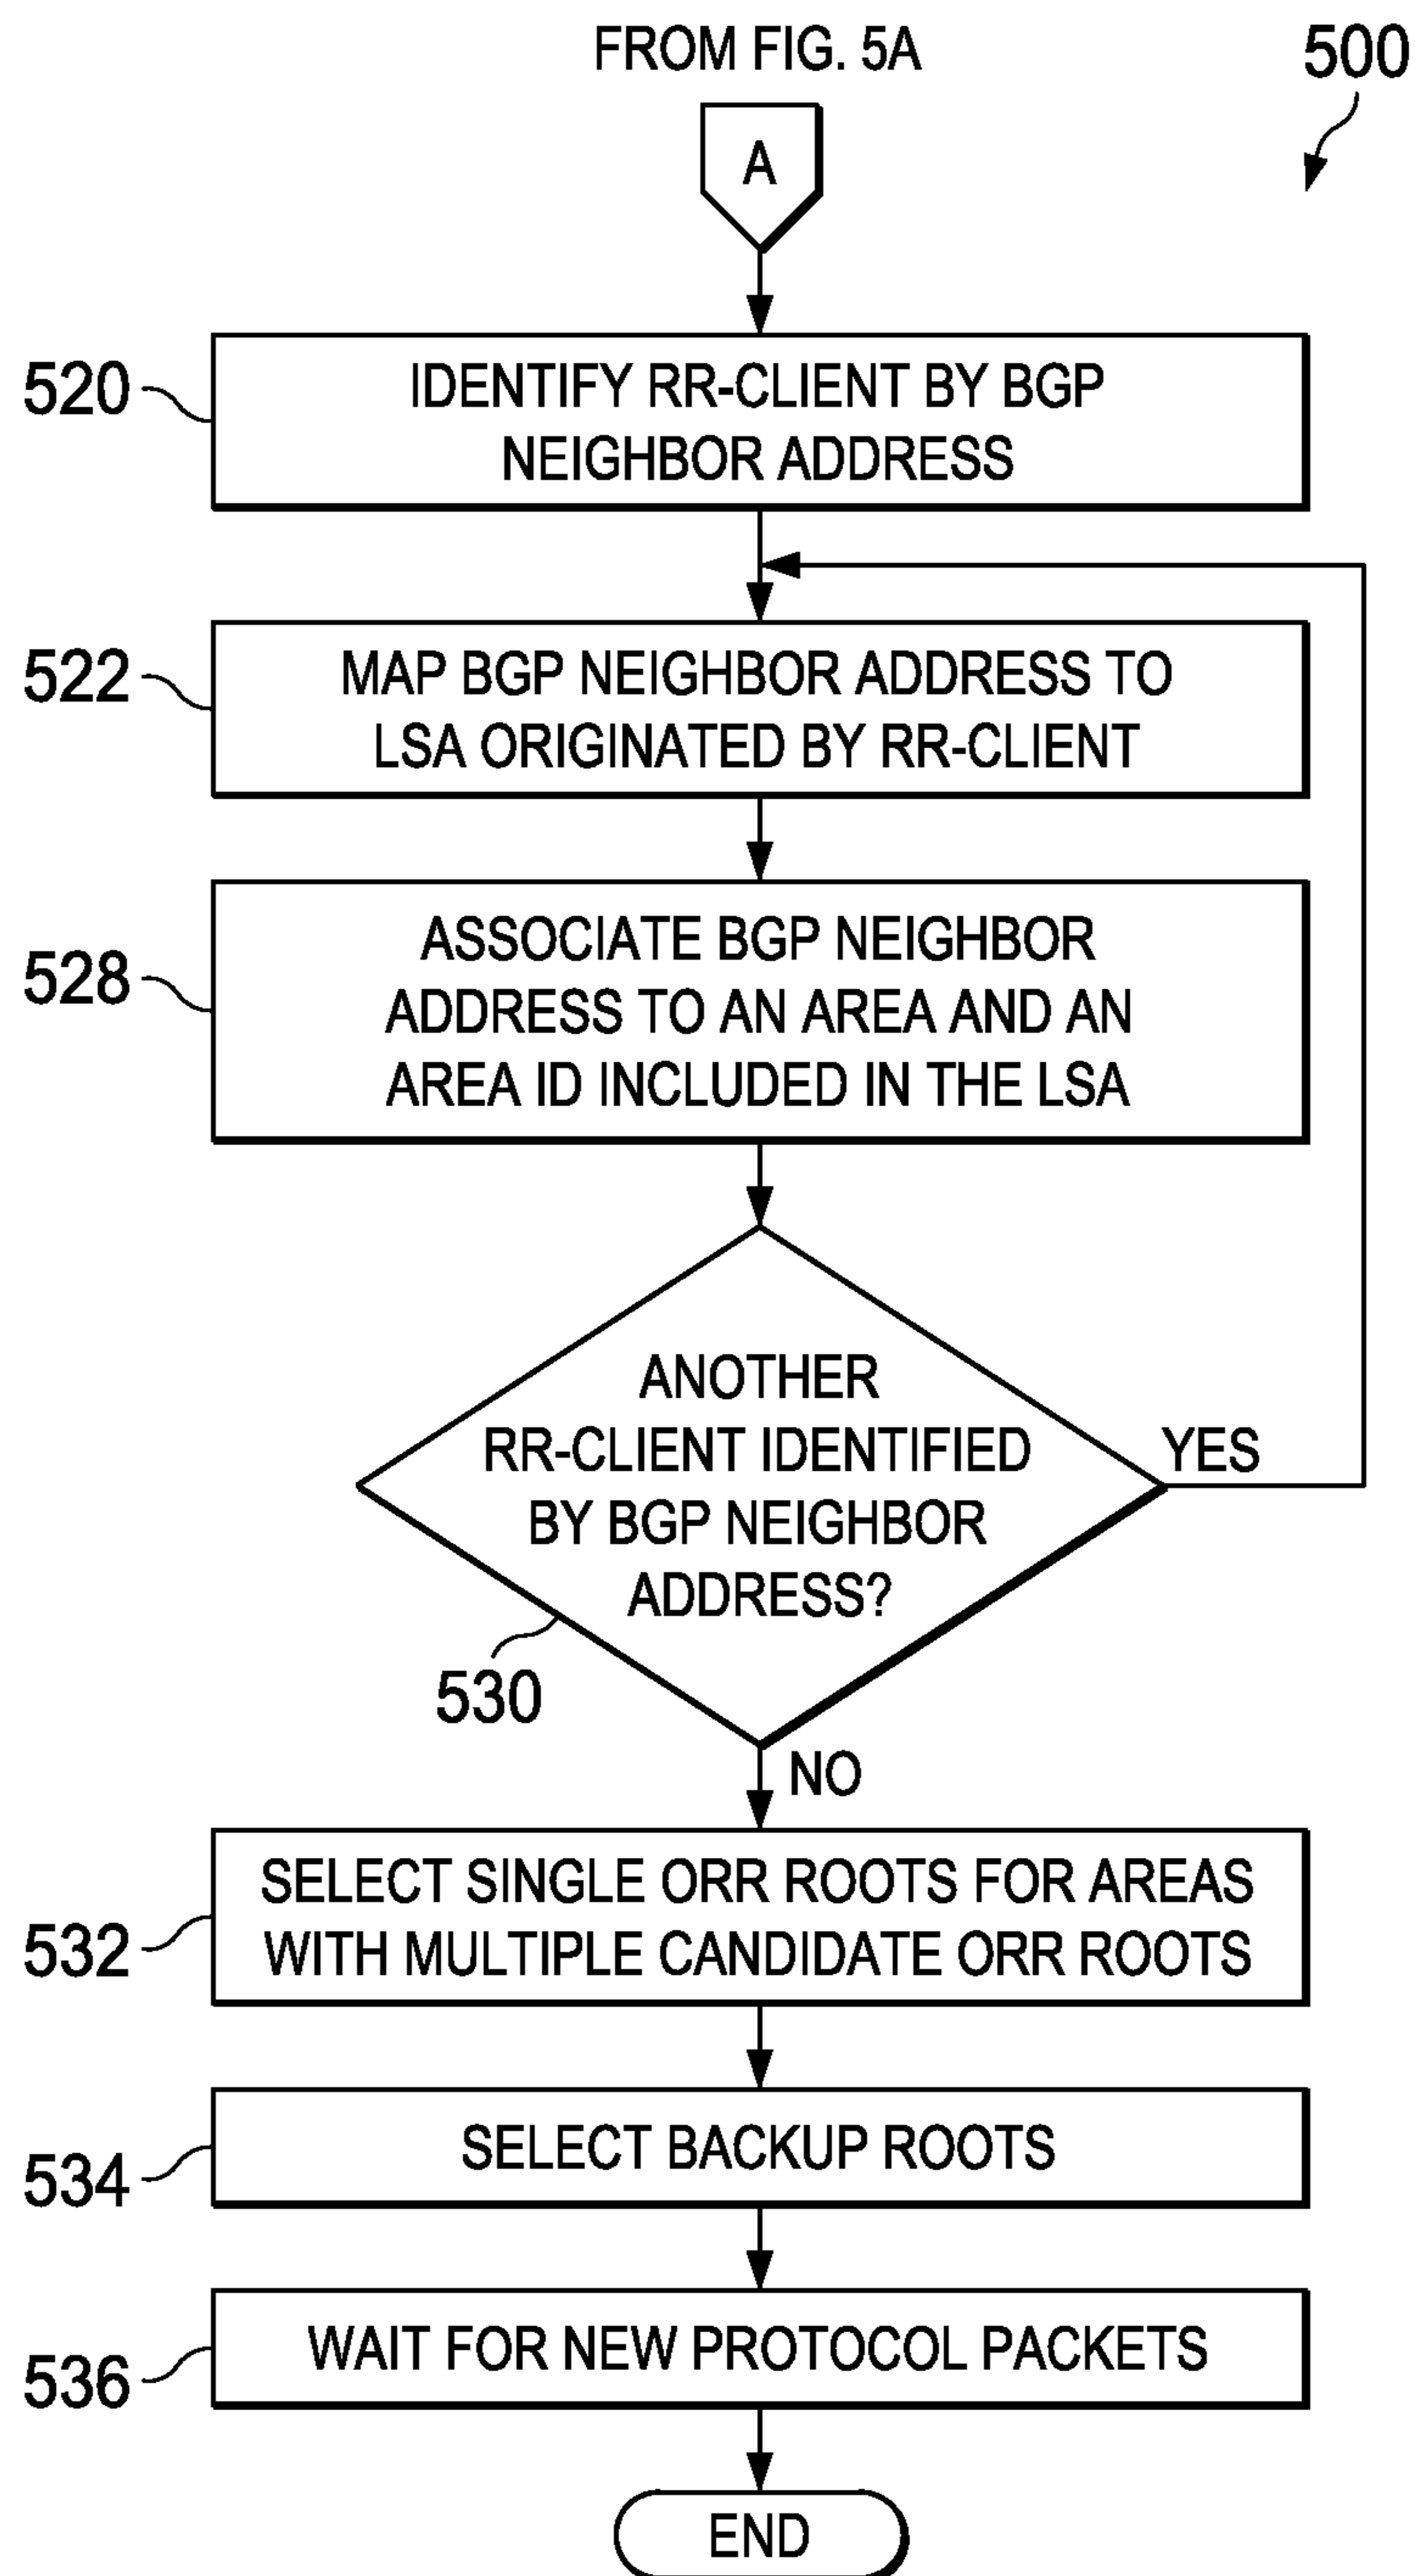 FROM FIG. 5A
500
A
520
IDENTIFY RR-CLIENT BY BGP
NEIGHBOR ADDRESS
522
MAP BGP NEIGHBOR ADDRESS TO
LSA ORIGINATED BY RR-CLIENT
528
ASSOCIATE BGP NEIGHBOR
ADDRESS TO AN AREA AND AN
AREA ID INCLUDED IN THE LSA
ANOTHER
RR-CLIENT IDENTIFIED
BY BGP NEIGHBOR
ADDRESS?
YES
530
NO
532
SELECT SINGLE ORR ROOTS FOR AREAS
WITH MULTIPLE CANDIDATE ORR ROOTS
534
SELECT BACKUP ROOTS
536
WAIT FOR NEW PROTOCOL PACKETS
END